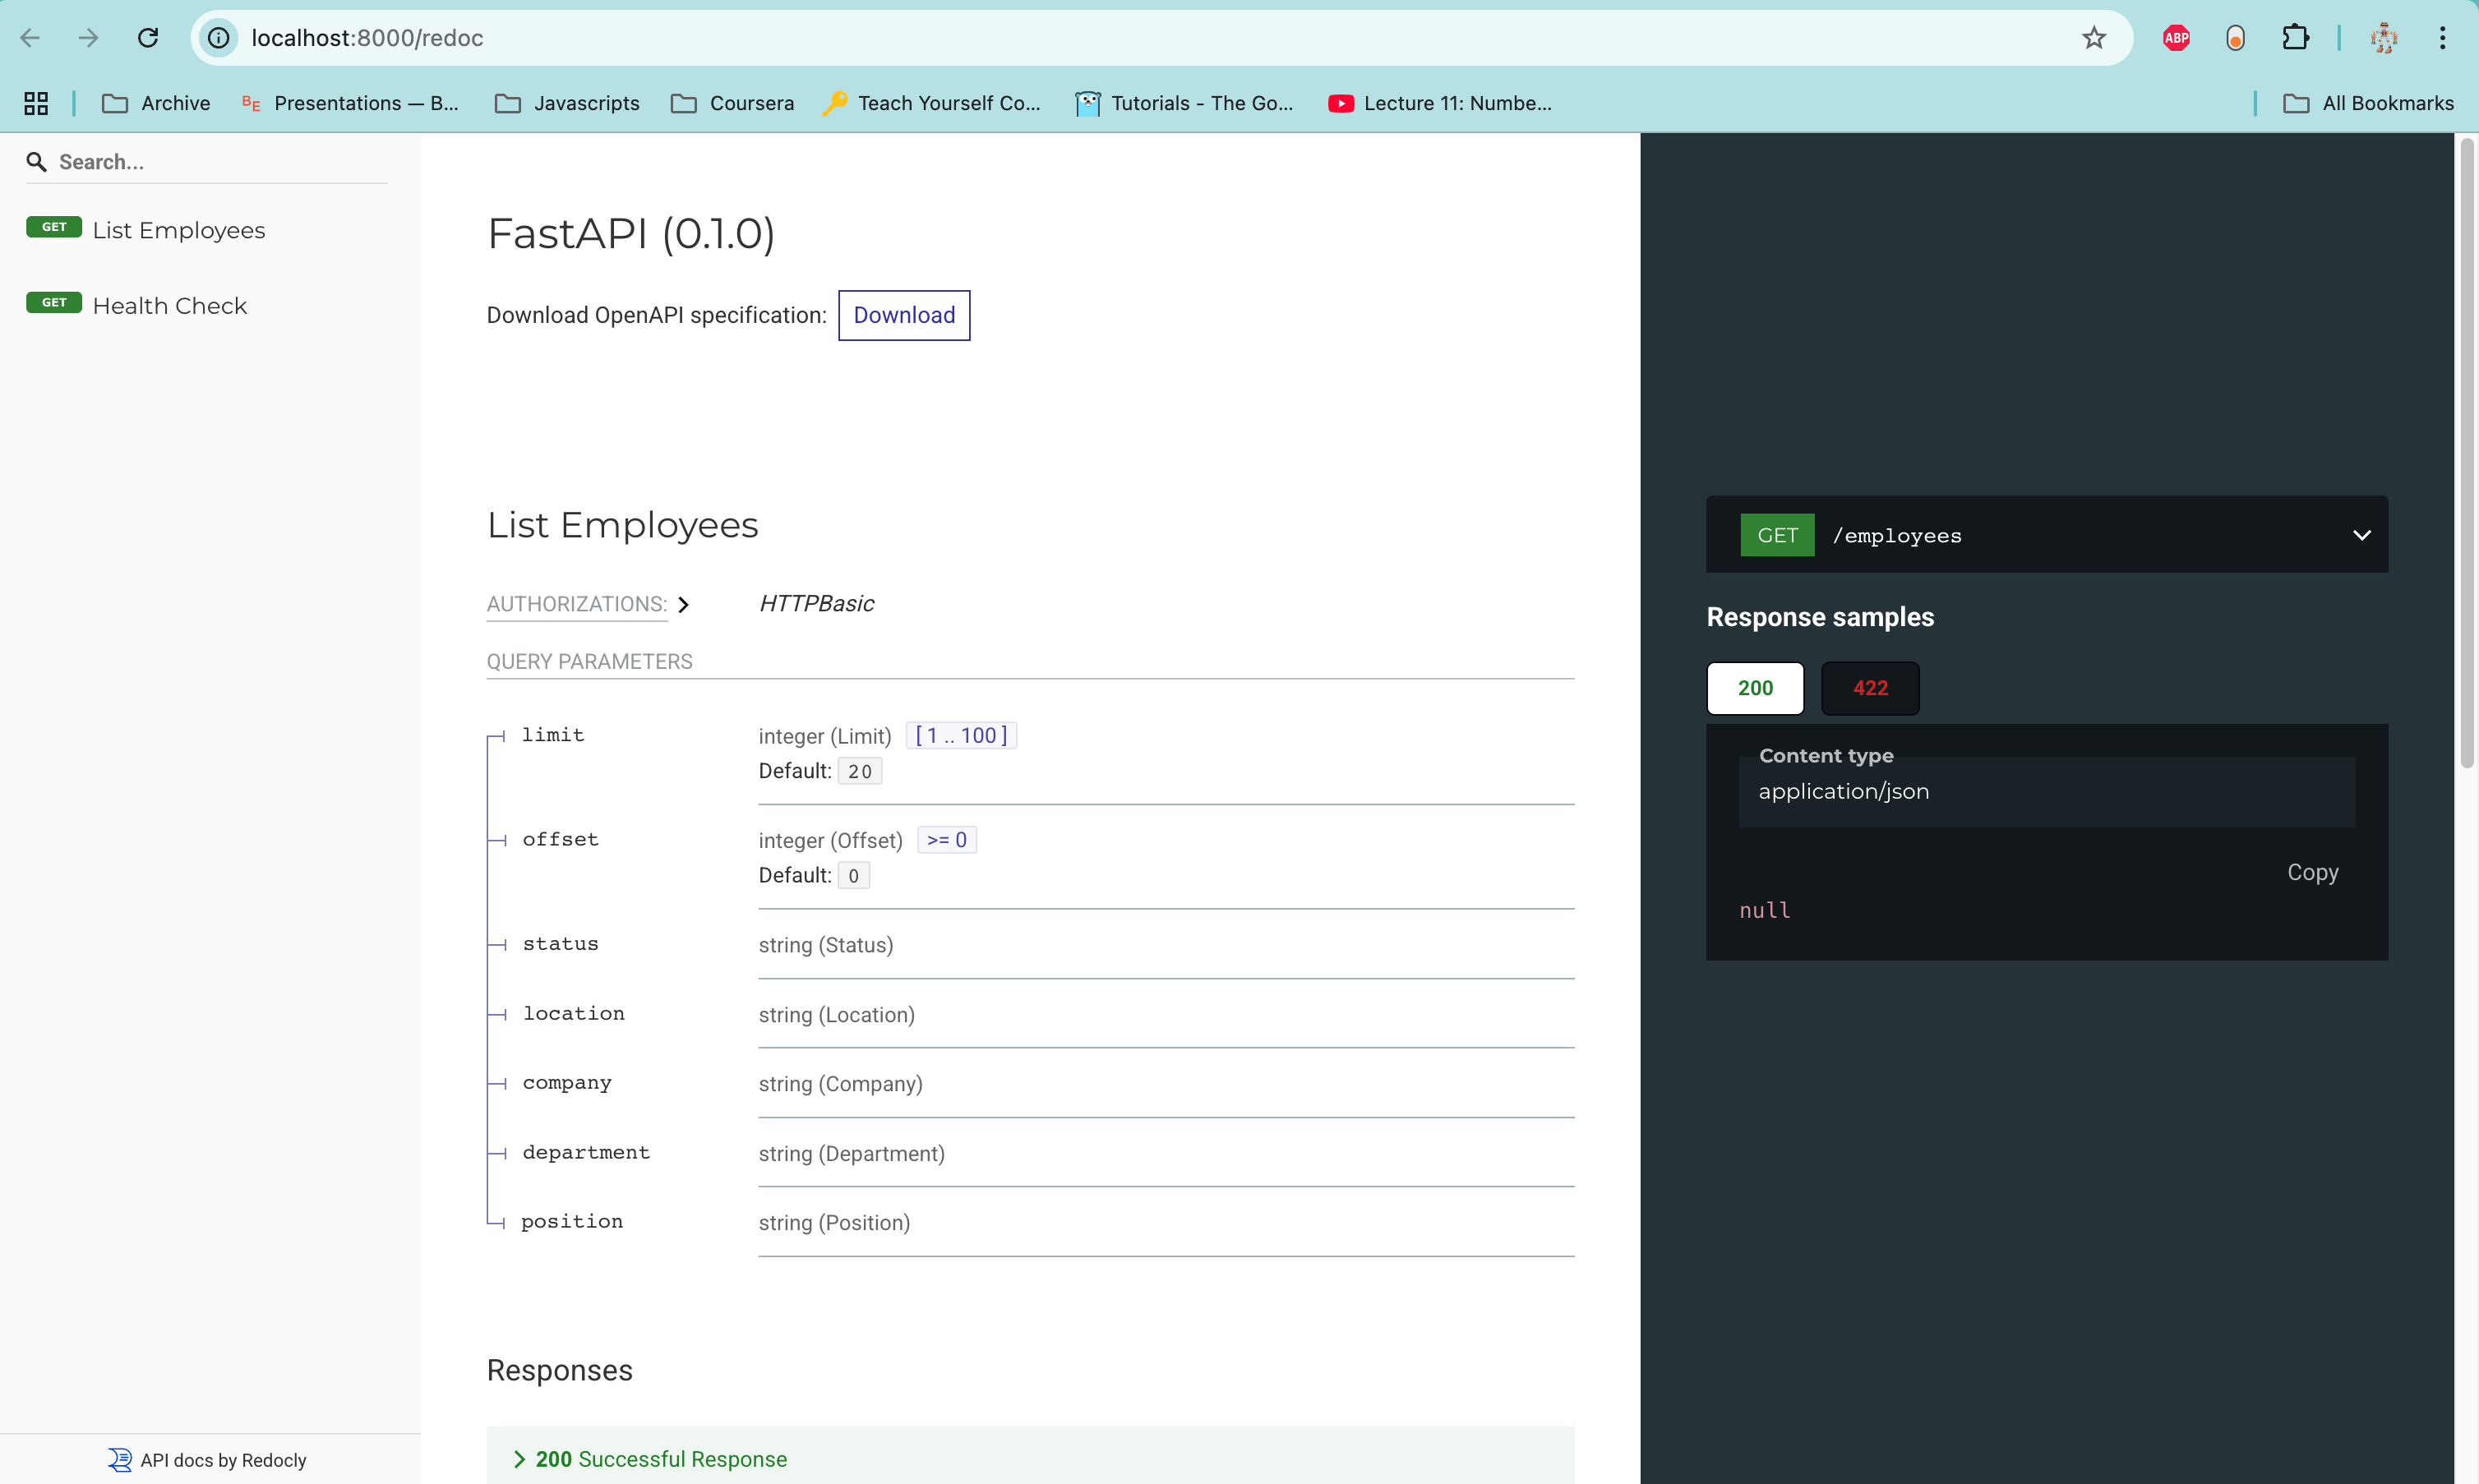 localhost:8000/redoc
ABP
Archive
BE Presentations — B...
Javascripts
Coursera
Teach Yourself Co...
Tutorials - The Go...
Lecture 11: Numbe...
All Bookmarks
Search...
GET List Employees
GET Health Check
API docs by Redocly
FastAPI (0.1.0)
Download OpenAPI specification: Download
List Employees
AUTHORIZATIONS: HTTPBasic
QUERY PARAMETERS
limit integer (Limit) [ 1 .. 100 ]
Default: 20
offset integer (Offset) >= 0
Default: 0
status string (Status)
location string (Location)
company string (Company)
department string (Department)
position string (Position)
Responses
200 Successful Response
GET /employees
Response samples
200 422
Content type
application/json
Copy
null